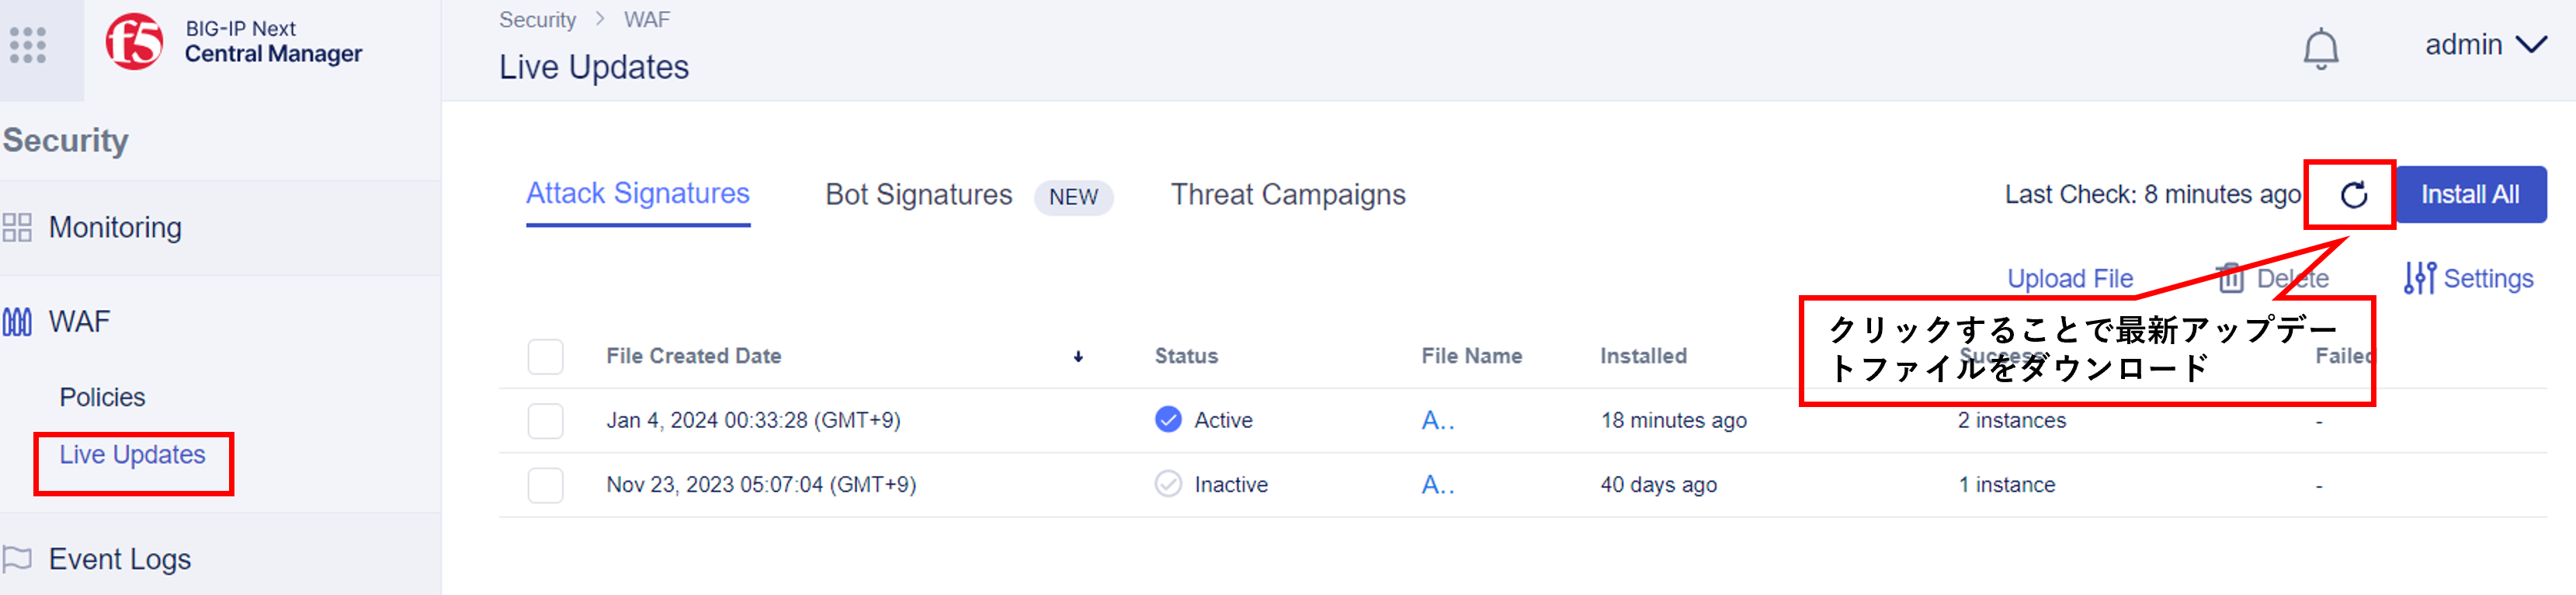 f5
BIG-IP Next
Central Manager
Security > WAF
Live Updates
admin
Security
Monitoring
WAF
Policies
Live Updates
Event Logs
Attack Signatures
Bot Signatures NEW
Threat Campaigns
Last Check: 8 minutes ago
Install All
Upload File
Delete
Settings
クリックすることで最新アップデー
トファイルをダウンロード
File Created Date Status File Name Installed Success Failed
Jan 4, 2024 00:33:28 (GMT+9) Active A.. 18 minutes ago 2 instances -
Nov 23, 2023 05:07:04 (GMT+9) Inactive A.. 40 days ago 1 instance -